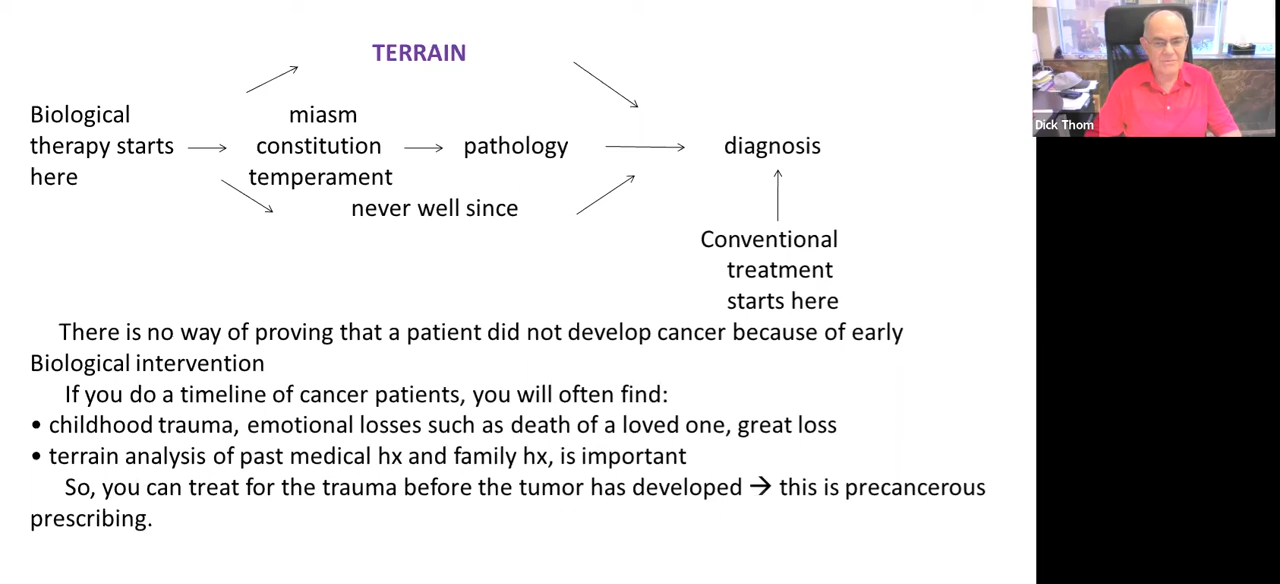 TERRAIN
Biological
therapy starts
here
miasm
constitution
temperament
never well since
pathology
diagnosis
Conventional
treatment
starts here
There is no way of proving that a patient did not develop cancer because of early
Biological intervention
If you do a timeline of cancer patients, you will often find:
• childhood trauma, emotional losses such as death of a loved one, great loss
• terrain analysis of past medical hx and family hx, is important
So, you can treat for the trauma before the tumor has developed → this is precancerous
prescribing.
Dick Thom